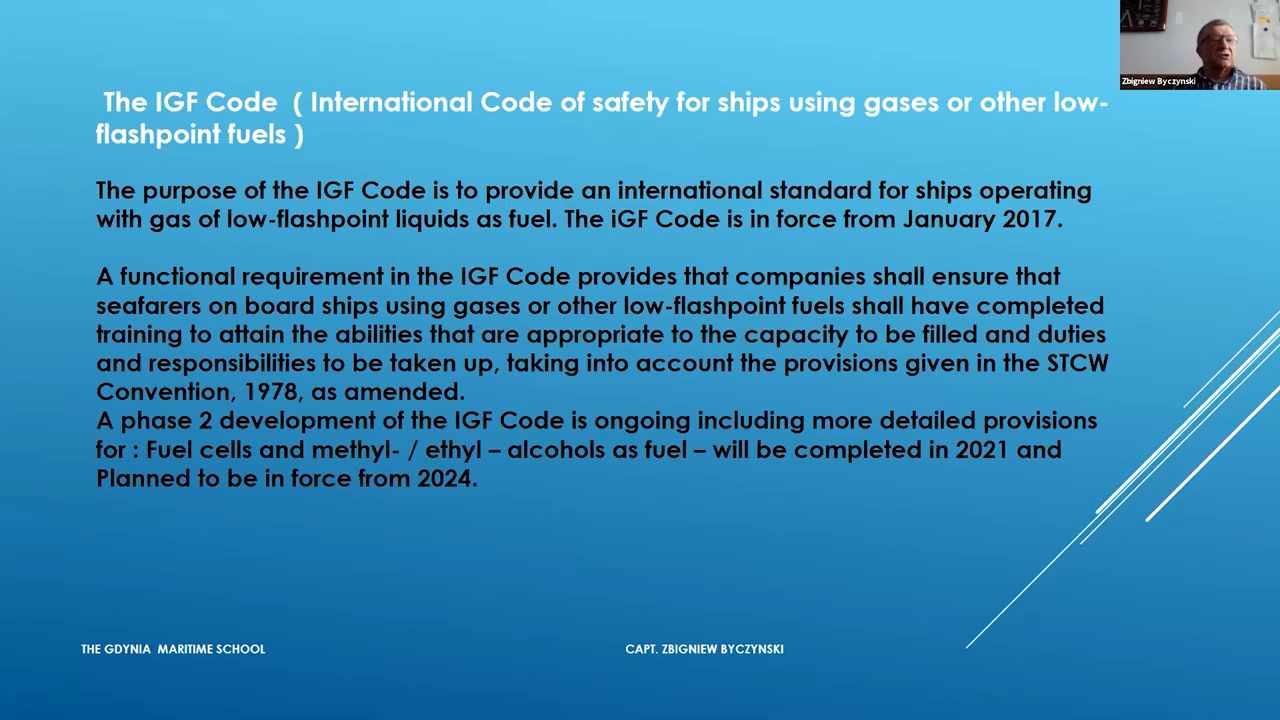 Zbigniew Byczynski
The IGF Code ( International Code of safety for ships using gases or other low-
flashpoint fuels )
The purpose of the IGF Code is to provide an international standard for ships operating
with gas of low-flashpoint liquids as fuel. The iGF Code is in force from January 2017.
A functional requirement in the IGF Code provides that companies shall ensure that
seafarers on board ships using gases or other low-flashpoint fuels shall have completed
training to attain the abilities that are appropriate to the capacity to be filled and duties
and responsibilities to be taken up, taking into account the provisions given in the STCW
Convention, 1978, as amended.
A phase 2 development of the IGF Code is ongoing including more detailed provisions
for : Fuel cells and methyl- / ethyl – alcohols as fuel – will be completed in 2021 and
Planned to be in force from 2024.
THE GDYNIA MARITIME SCHOOL
CAPT. ZBIGNIEW BYCZYNSKI